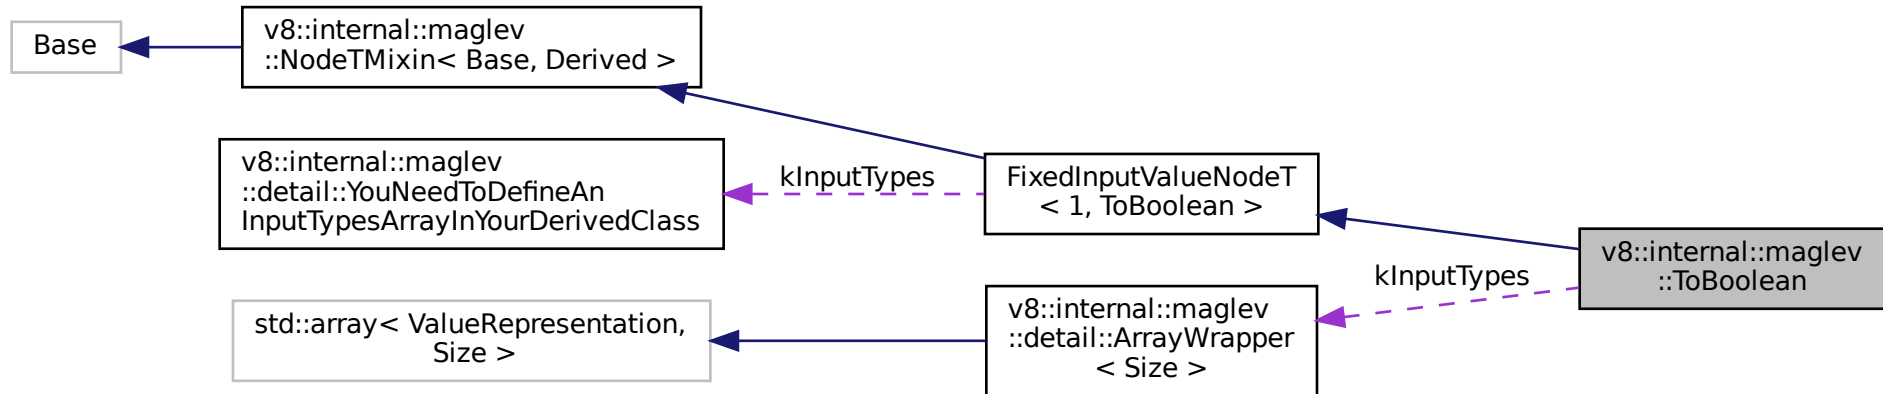 Base
v8::internal::maglev
::NodeTMixin< Base, Derived >
v8::internal::maglev
::detail::YouNeedToDefineAn
InputTypesArrayInYourDerivedClass
kInputTypes
FixedInputValueNodeT
< 1, ToBoolean >
std::array< ValueRepresentation,
Size >
v8::internal::maglev
::detail::ArrayWrapper
< Size >
kInputTypes
v8::internal::maglev
::ToBoolean